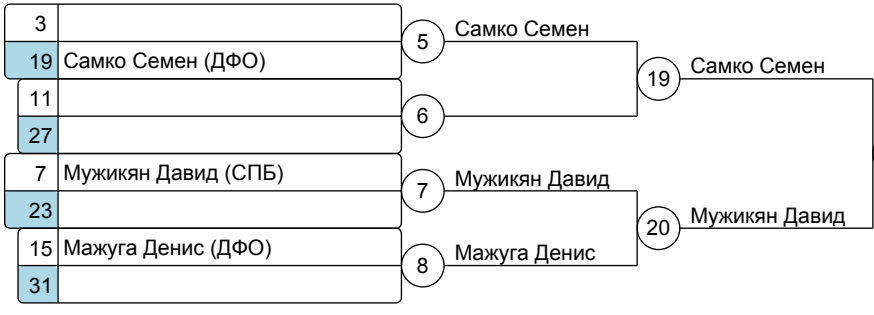 3
5
Самко Семен
19 Самко Семен (ДФО)
19
Самко Семен
11
6
27
7 Мужикян Давид (СПБ)
7
Мужикян Давид
23
20
Мужикян Давид
15 Мажуга Денис (ДФО)
8
Мажуга Денис
31